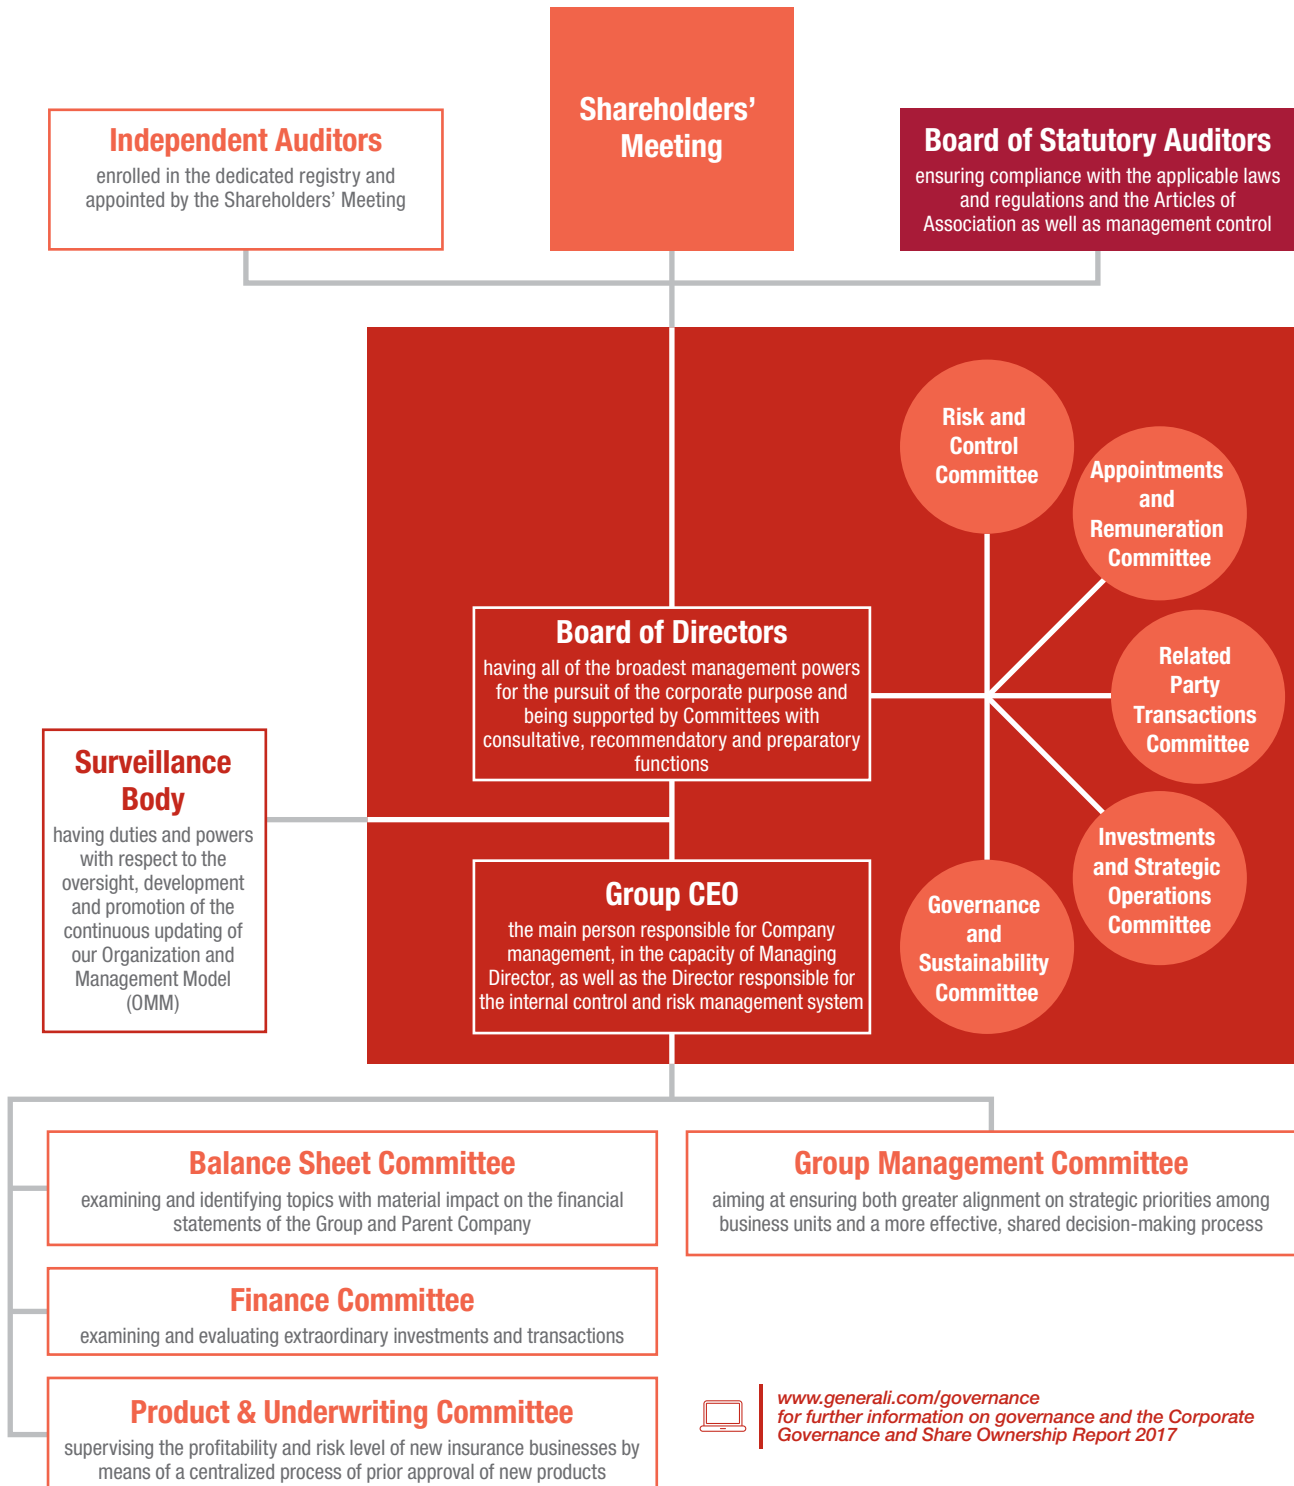 Shareholders'
Meeting
Independent Auditors
enrolled in the dedicated registry and
appointed by the Shareholders' Meeting
Board of Statutory Auditors
ensuring compliance with the applicable laws
and regulations and the Articles of
Association as well as management control
Risk and
Control
Committee
Appointments
and
Remuneration
Committee
Related
Party
Transactions
Committee
Investments
and Strategic
Operations
Committee
Governance
and
Sustainability
Committee
Board of Directors
having all of the broadest management powers
for the pursuit of the corporate purpose and
being supported by Committees with
consultative, recommendatory and preparatory
functions
Surveillance
Body
having duties and powers
with respect to the
oversight, development
and promotion of the
continuous updating of
our Organization and
Management Model
(OMM)
Group CEO
the main person responsible for Company
management, in the capacity of Managing
Director, as well as the Director responsible for
the internal control and risk management system
Balance Sheet Committee
examining and identifying topics with material impact on the financial
statements of the Group and Parent Company
Group Management Committee
aiming at ensuring both greater alignment on strategic priorities among
business units and a more effective, shared decision-making process
Finance Committee
examining and evaluating extraordinary investments and transactions
Product & Underwriting Committee
supervising the profitability and risk level of new insurance businesses by
means of a centralized process of prior approval of new products
www.generali.com/governance
for further information on governance and the Corporate
Governance and Share Ownership Report 2017